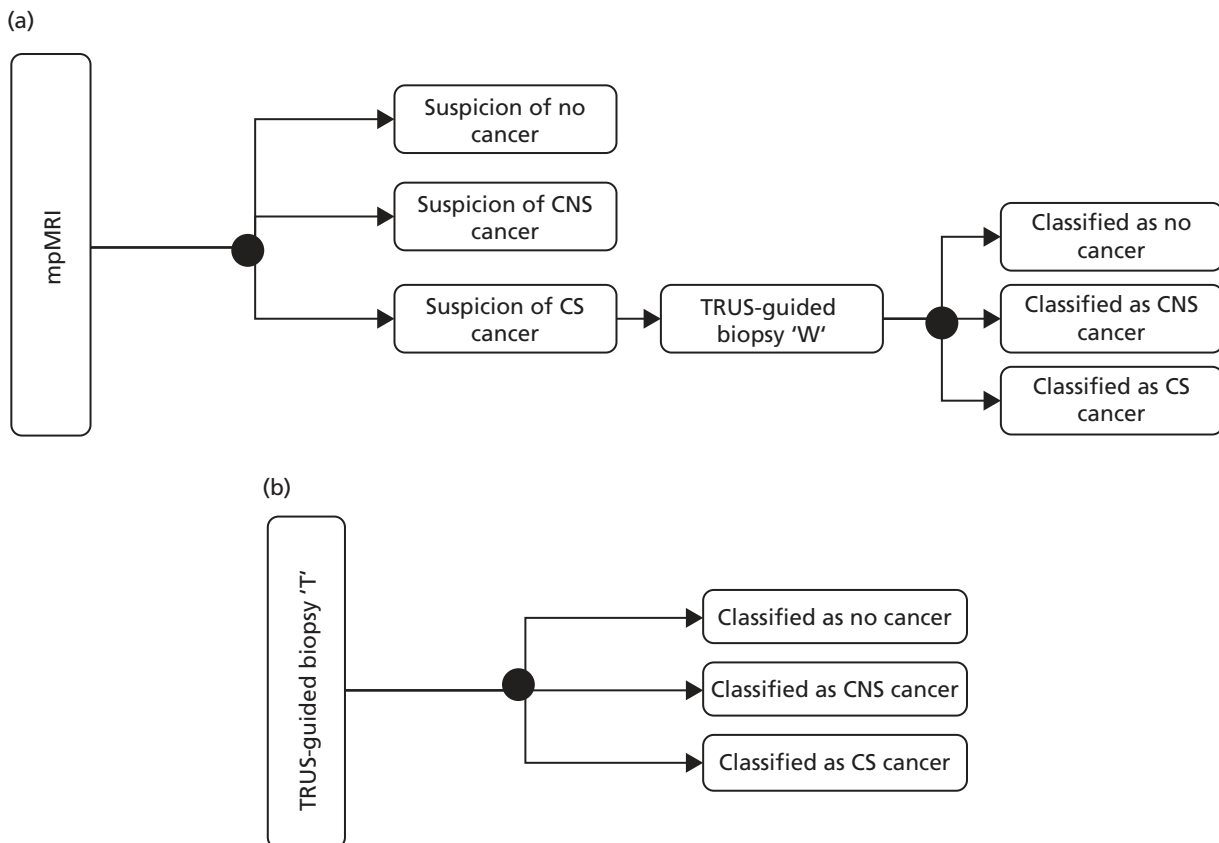 (a)
mpMRI
Suspicion of no
cancer
Suspicion of CNS
cancer
Suspicion of CS
cancer
TRUS-guided
biopsy ‘W‘
Classified as no
cancer
Classified as CNS
cancer
Classified as CS
cancer
(b)
TRUS-guided biopsy ‘T‘
Classified as no cancer
Classified as CNS cancer
Classified as CS cancer